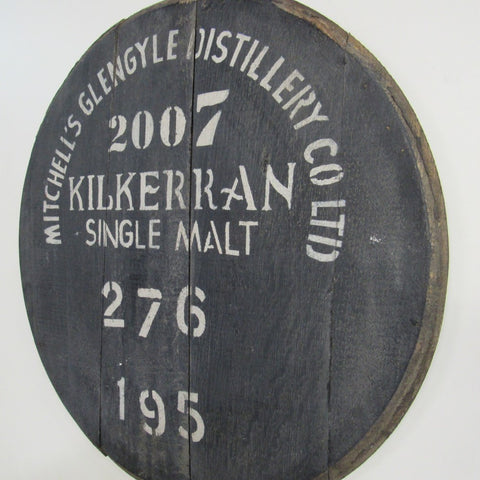 MITCHELL'S GLENGYLE DISTILLERY CO LTD
2007
KILKERRAN
SINGLE MALT
276
195